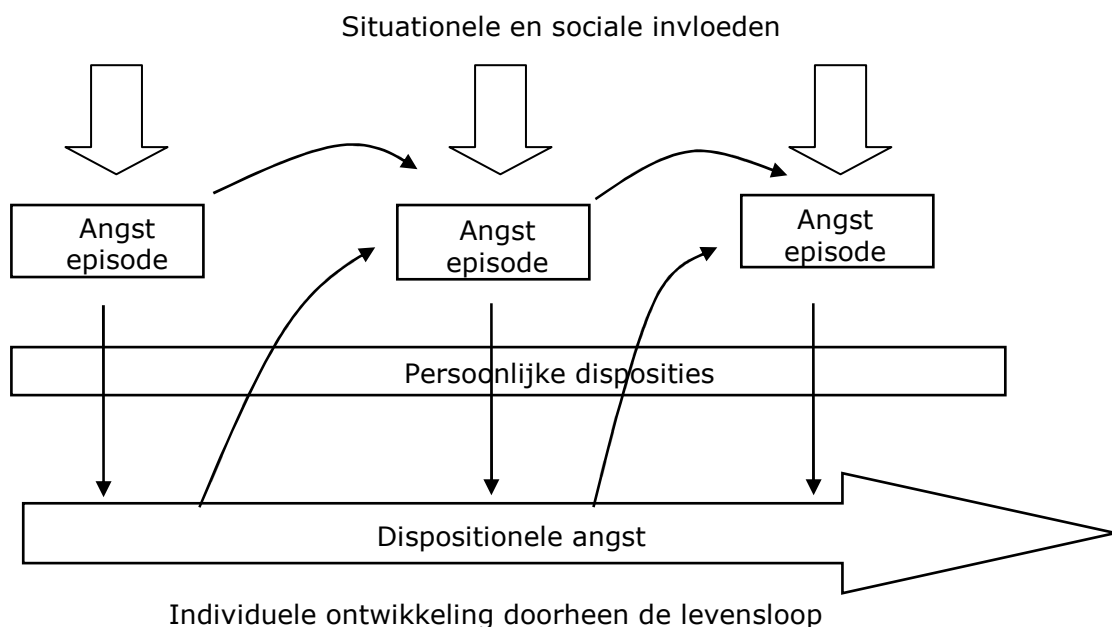 Situationele en sociale invloeden
Angst
episode
Angst
episode
Angst
episode
Persoonlijke disposities
Dispositionele angst
Individuele ontwikkeling doorheen de levensloop